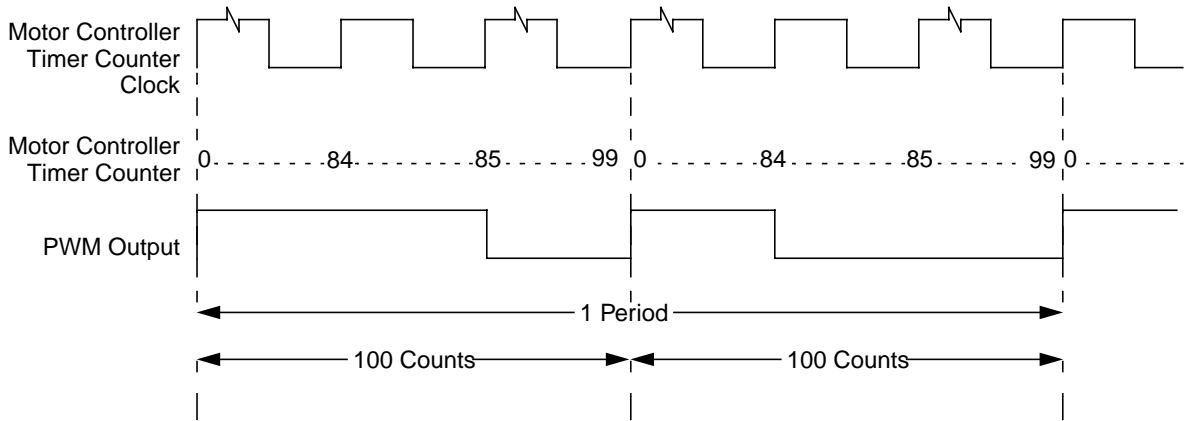 Motor Controller
Timer Counter
Clock
Motor Controller
Timer Counter
0 84 85 99 0 84 85 99 0
PWM Output
1 Period
100 Counts 100 Counts